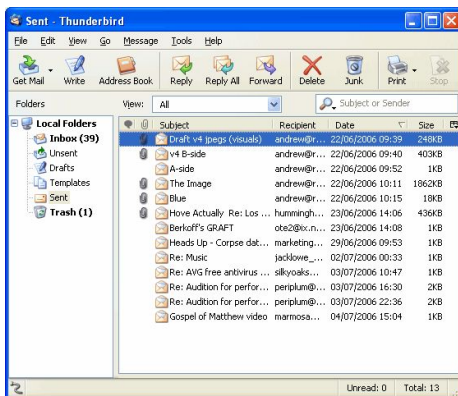 Sent - Thunderbird
File Edit View Go Message Tools Help
Get Mail Write Address Book Reply Reply All Forward Delete Junk Print Stop
Folders View: All Subject or Sender
Local Folders
Inbox (39)
Unsent
Drafts
Templates
Sent
Trash (1)
Subject Recipient Date Size
Draft v4 jpegs (visuals) andrew@r... 22/06/2006 09:39 248KB
v4 B-side andrew@r... 22/06/2006 09:40 403KB
A-side andrew@r... 22/06/2006 09:52 1KB
The Image andrew@r... 22/06/2006 10:11 1862KB
Blue andrew@r... 22/06/2006 10:15 18KB
Hove Actually Re: Los ... hummingh... 23/06/2006 14:06 436KB
Berkoff's GRAFT ote2@ix.n... 23/06/2006 14:08 1KB
Heads Up - Corpse dat... marketing... 29/06/2006 09:53 1KB
Re: Music jacklowe_... 02/07/2006 00:33 1KB
Re: AVG free antivirus ... silkyoaks... 03/07/2006 10:47 1KB
Re: Audition for perfor... periplum@... 03/07/2006 16:30 2KB
Re: Audition for perfor... periplum@... 03/07/2006 22:36 2KB
Gospel of Matthew video marmosa... 04/07/2006 15:04 1KB
Unread: 0 Total: 13